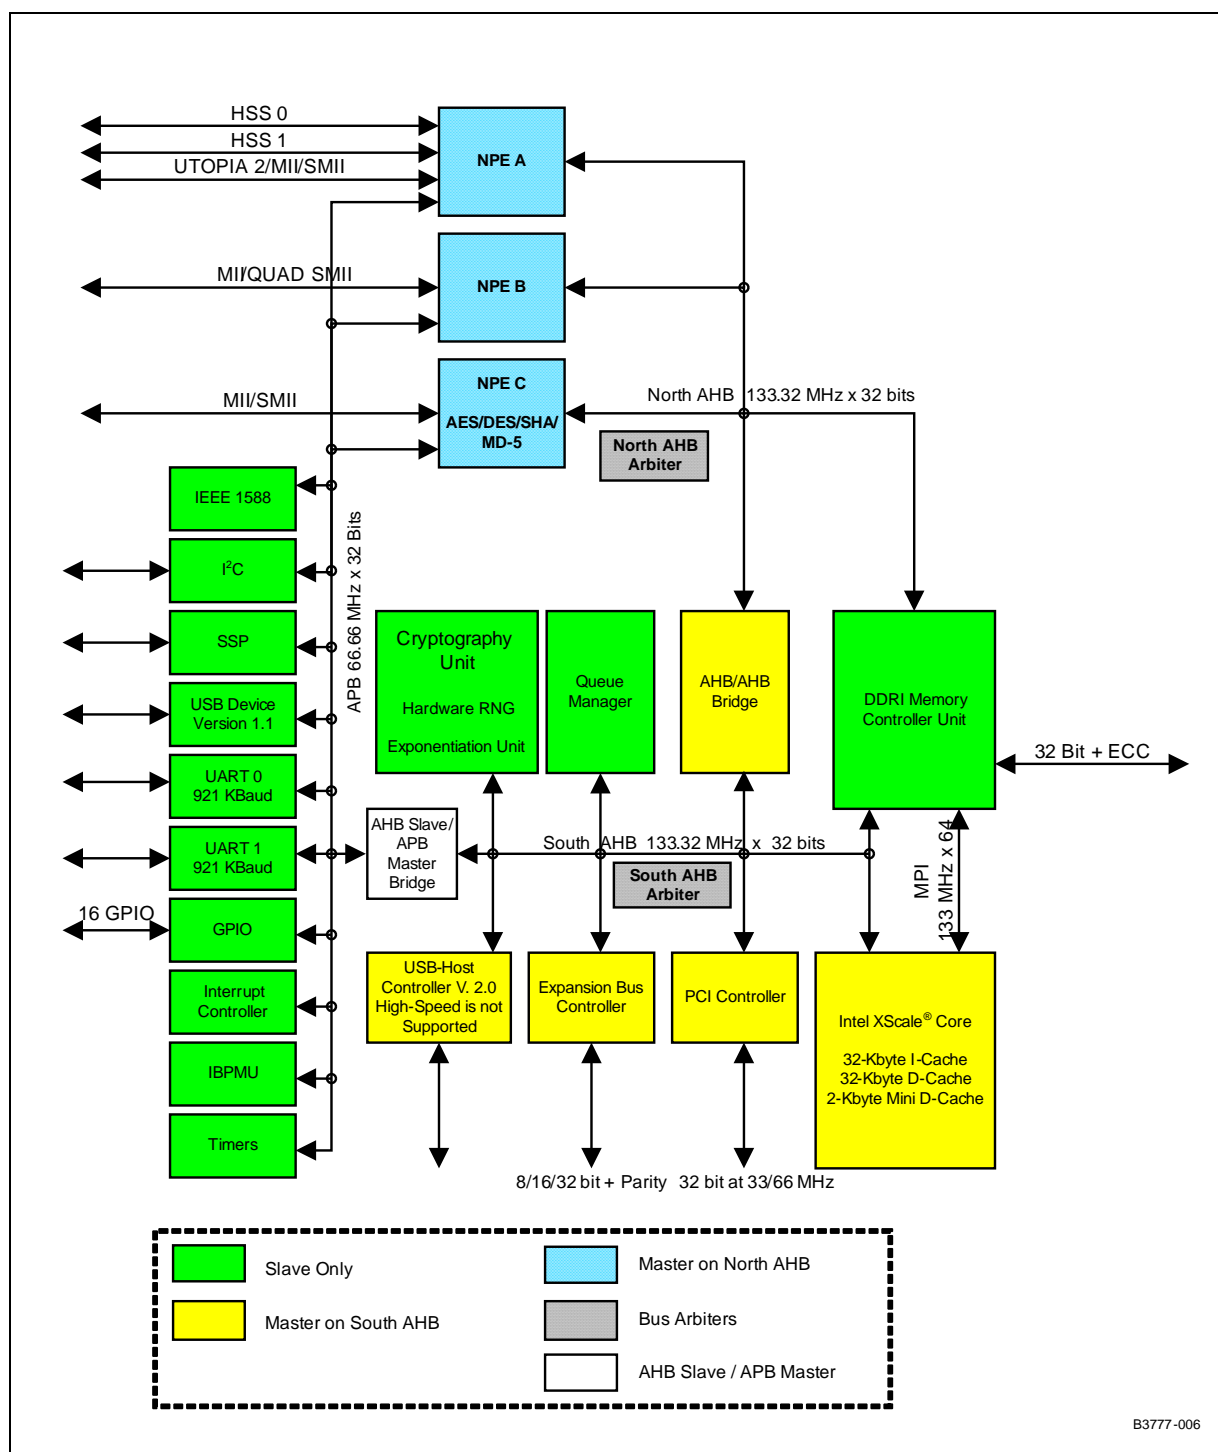 HSS 0
HSS 1
UTOPIA 2/MII/SMII
NPE A
MII/QUAD SMII
NPE B
MII/SMII
NPE C
AES/DES/SHA/
MD-5
North AHB 133.32 MHz x 32 bits
North AHB
Arbiter
IEEE 1588
I²C
SSP
USB Device
Version 1.1
UART 0
921 KBaud
UART 1
921 KBaud
16 GPIO
GPIO
Interrupt
Controller
IBPMU
Timers
APB 66.66 MHz x 32 Bits
Cryptography
Unit
Hardware RNG
Exponentiation Unit
Queue
Manager
AHB/AHB
Bridge
DDRI Memory
Controller Unit
32 Bit + ECC
AHB Slave/
APB
Master
Bridge
South AHB 133.32 MHz x 32 bits
South AHB
Arbiter
MPI
133 MHz x 64
USB-Host
Controller V. 2.0
High-Speed is not
Supported
Expansion Bus
Controller
PCI Controller
Intel XScale® Core
32-Kbyte I-Cache
32-Kbyte D-Cache
2-Kbyte Mini D-Cache
8/16/32 bit + Parity
32 bit at 33/66 MHz
Slave Only
Master on South AHB
Master on North AHB
Bus Arbiters
AHB Slave / APB Master
B3777-006